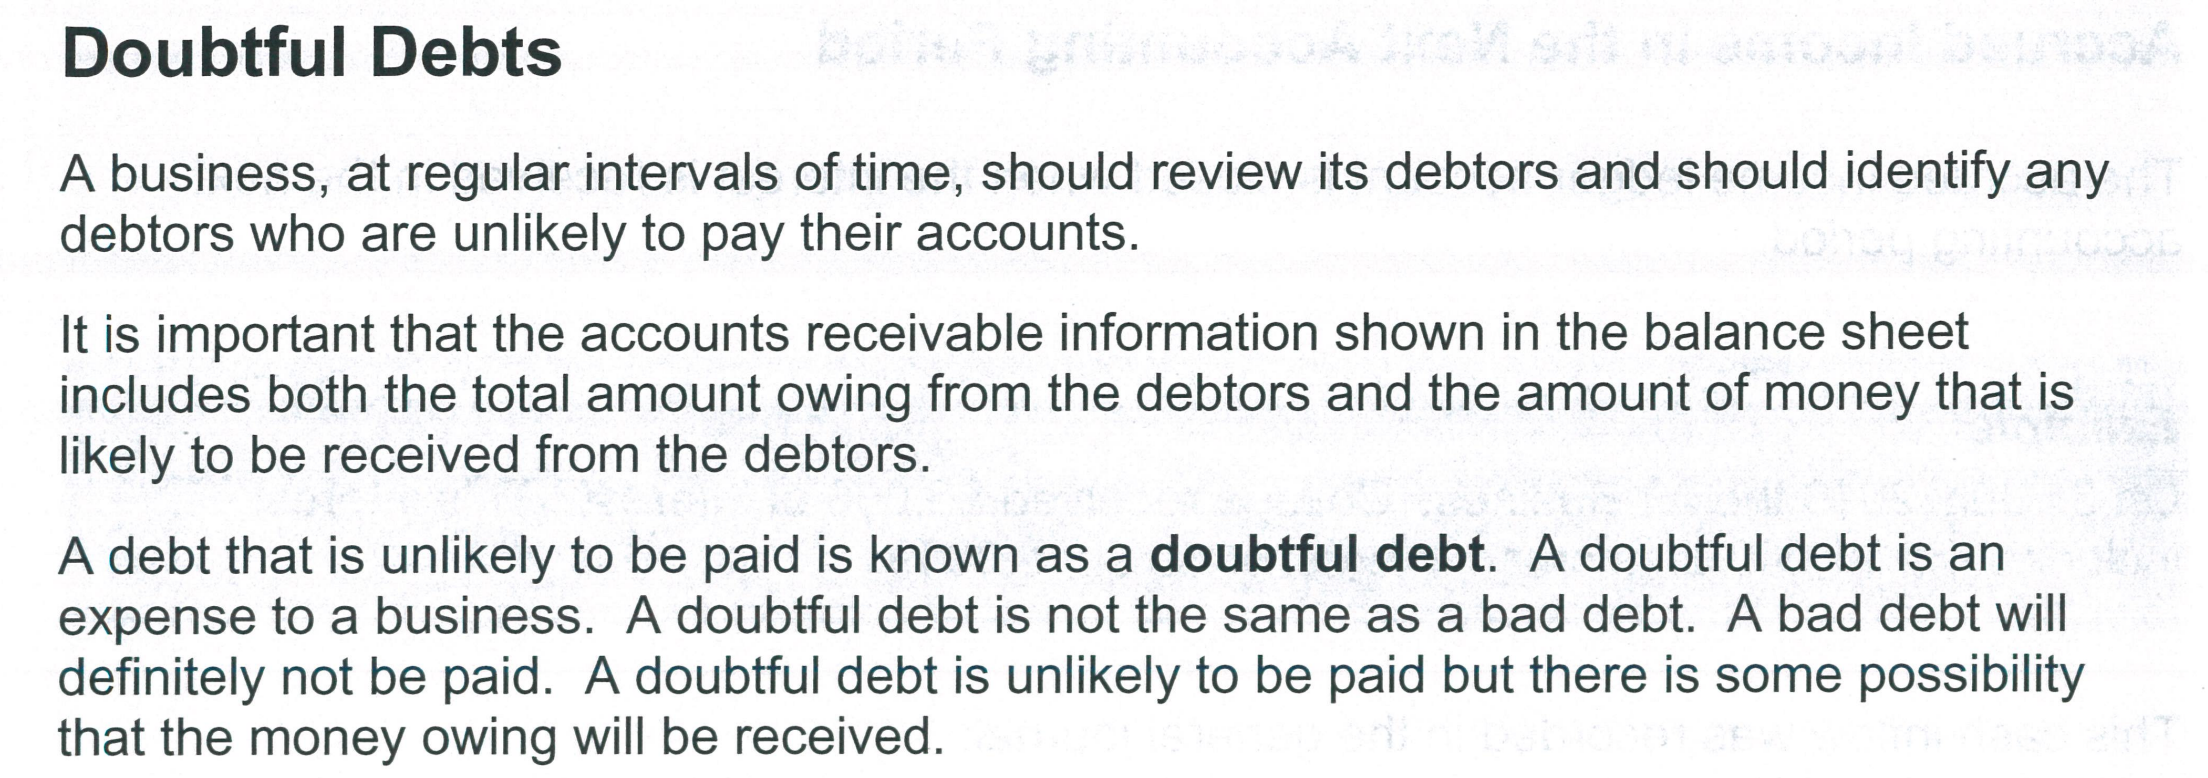 Doubtful Debts
A business, at regular intervals of time, should review its debtors and should identify any
debtors who are unlikely to pay their accounts.
It is important that the accounts receivable information shown in the balance sheet
includes both the total amount owing from the debtors and the amount of money that is
likely to be received from the debtors.
A debt that is unlikely to be paid is known as a doubtful debt.  A doubtful debt is an
expense to a business.  A doubtful debt is not the same as a bad debt.  A bad debt will
definitely not be paid.  A doubtful debt is unlikely to be paid but there is some possibility
that the money owing will be received.